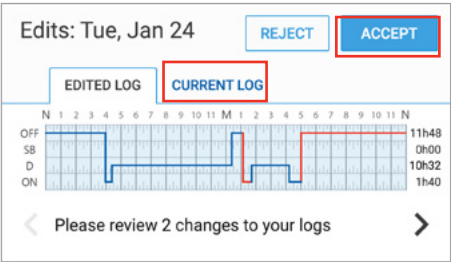 Edits: Tue, Jan 24 REJECT ACCEPT
EDITED LOG CURRENT LOG
N 1 2 3 4 5 6 7 8 9 10 11 M 1 2 3 4 5 6 7 8 9 10 11 N
OFF 11h48
SB 0h00
D 10h32
ON 1h40
Please review 2 changes to your logs